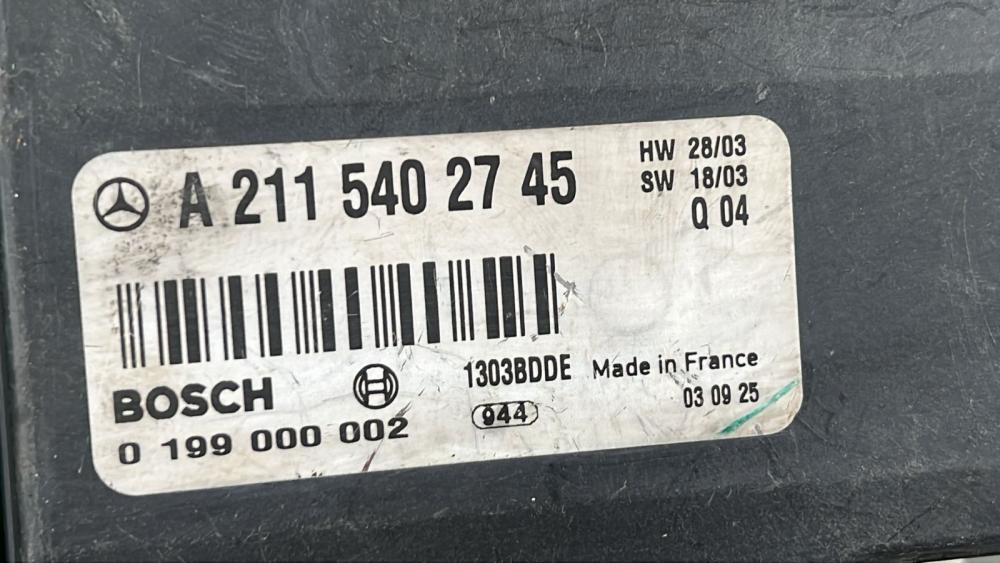 A 211 540 27 45
HW 28/03
SW 18/03
Q 04
BOSCH
1303BDDE
Made in France
0 199 000 002
944
03 09 25